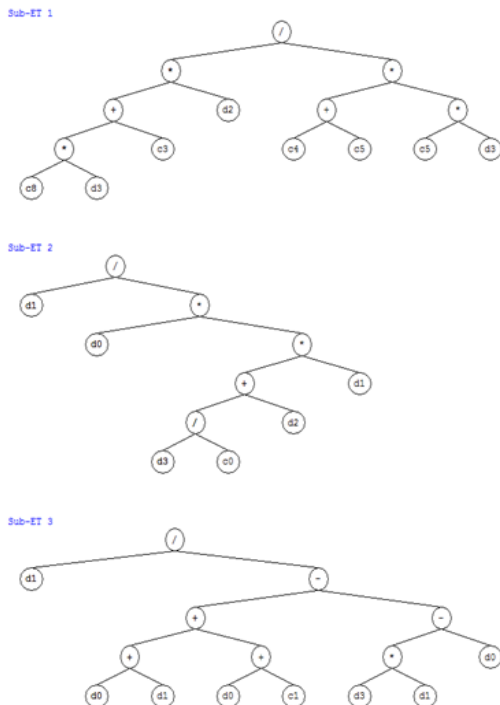 Sub-ET 1
/
* *
+ d2 + *
* c3 c4 c5 c5 d3
c8 d3
Sub-ET 2
/
d1 *
d0 *
+ d1
/ d2
d3 c0
Sub-ET 3
/
d1 -
+ -
+ + * d0
d0 d1 d0 c1 d3 d1